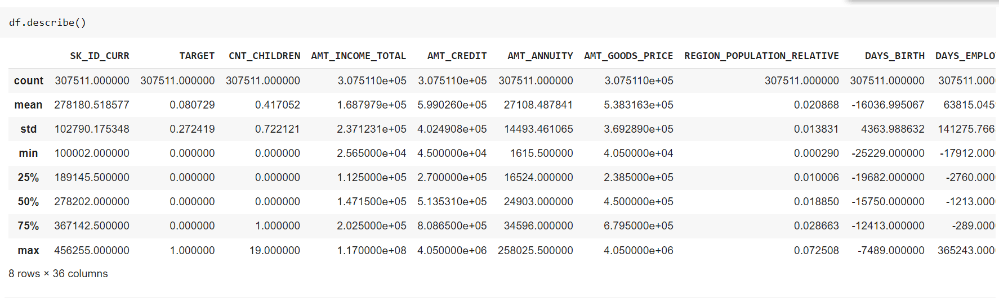 df.describe()
SK_ID_CURR TARGET CNT_CHILDREN AMT_INCOME_TOTAL AMT_CREDIT AMT_ANNUITY AMT_GOODS_PRICE REGION_POPULATION_RELATIVE DAYS_BIRTH DAYS_EMPLO
count 307511.000000 307511.000000 307511.000000 3.075110e+05 3.075110e+05 307511.000000 3.075110e+05 307511.000000 307511.000000 307511.000
mean 278180.518577 0.080729 0.417052 1.687979e+05 5.990260e+05 27108.487841 5.383163e+05 0.020868 -16036.995067 63815.045
std 102790.175348 0.272419 0.722121 2.371231e+05 4.024908e+05 14493.461065 3.692890e+05 0.013831 4363.988632 141275.766
min 100002.000000 0.000000 0.000000 2.565000e+04 4.500000e+04 1615.500000 4.050000e+04 0.000290 -25229.000000 -17912.000
25% 189145.500000 0.000000 0.000000 1.125000e+05 2.700000e+05 16524.000000 2.385000e+05 0.010006 -19682.000000 -2760.000
50% 278202.000000 0.000000 0.000000 1.471500e+05 5.135310e+05 24903.000000 4.500000e+05 0.018850 -15750.000000 -1213.000
75% 367142.500000 0.000000 1.000000 2.025000e+05 8.086500e+05 34596.000000 6.795000e+05 0.028663 -12413.000000 -289.000
max 456255.000000 1.000000 19.000000 1.170000e+08 4.050000e+06 258025.500000 4.050000e+06 0.072508 -7489.000000 365243.000
8 rows × 36 columns